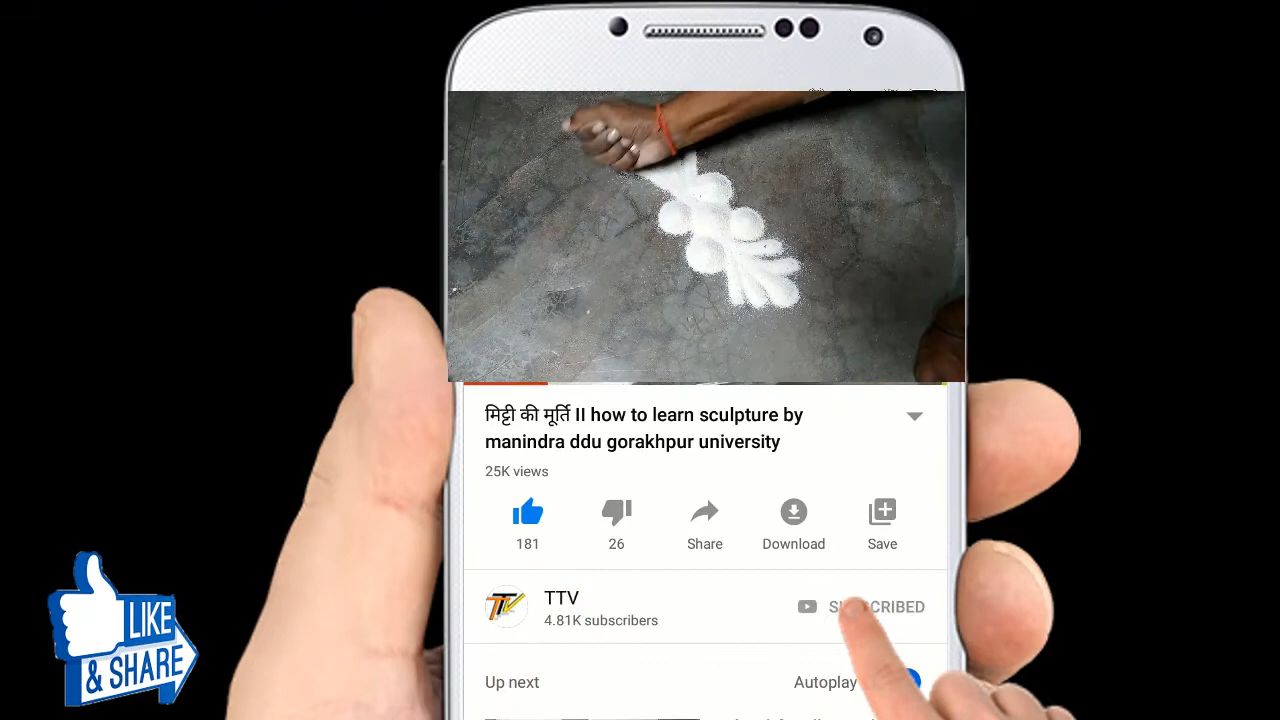 मिट्टी की मूर्ति II how to learn sculpture by
manindra ddu gorakhpur university
25K views
181
26
Share
Download
Save
TTV
4.81K subscribers
Up next
Autoplay
LIKE
& SHARE